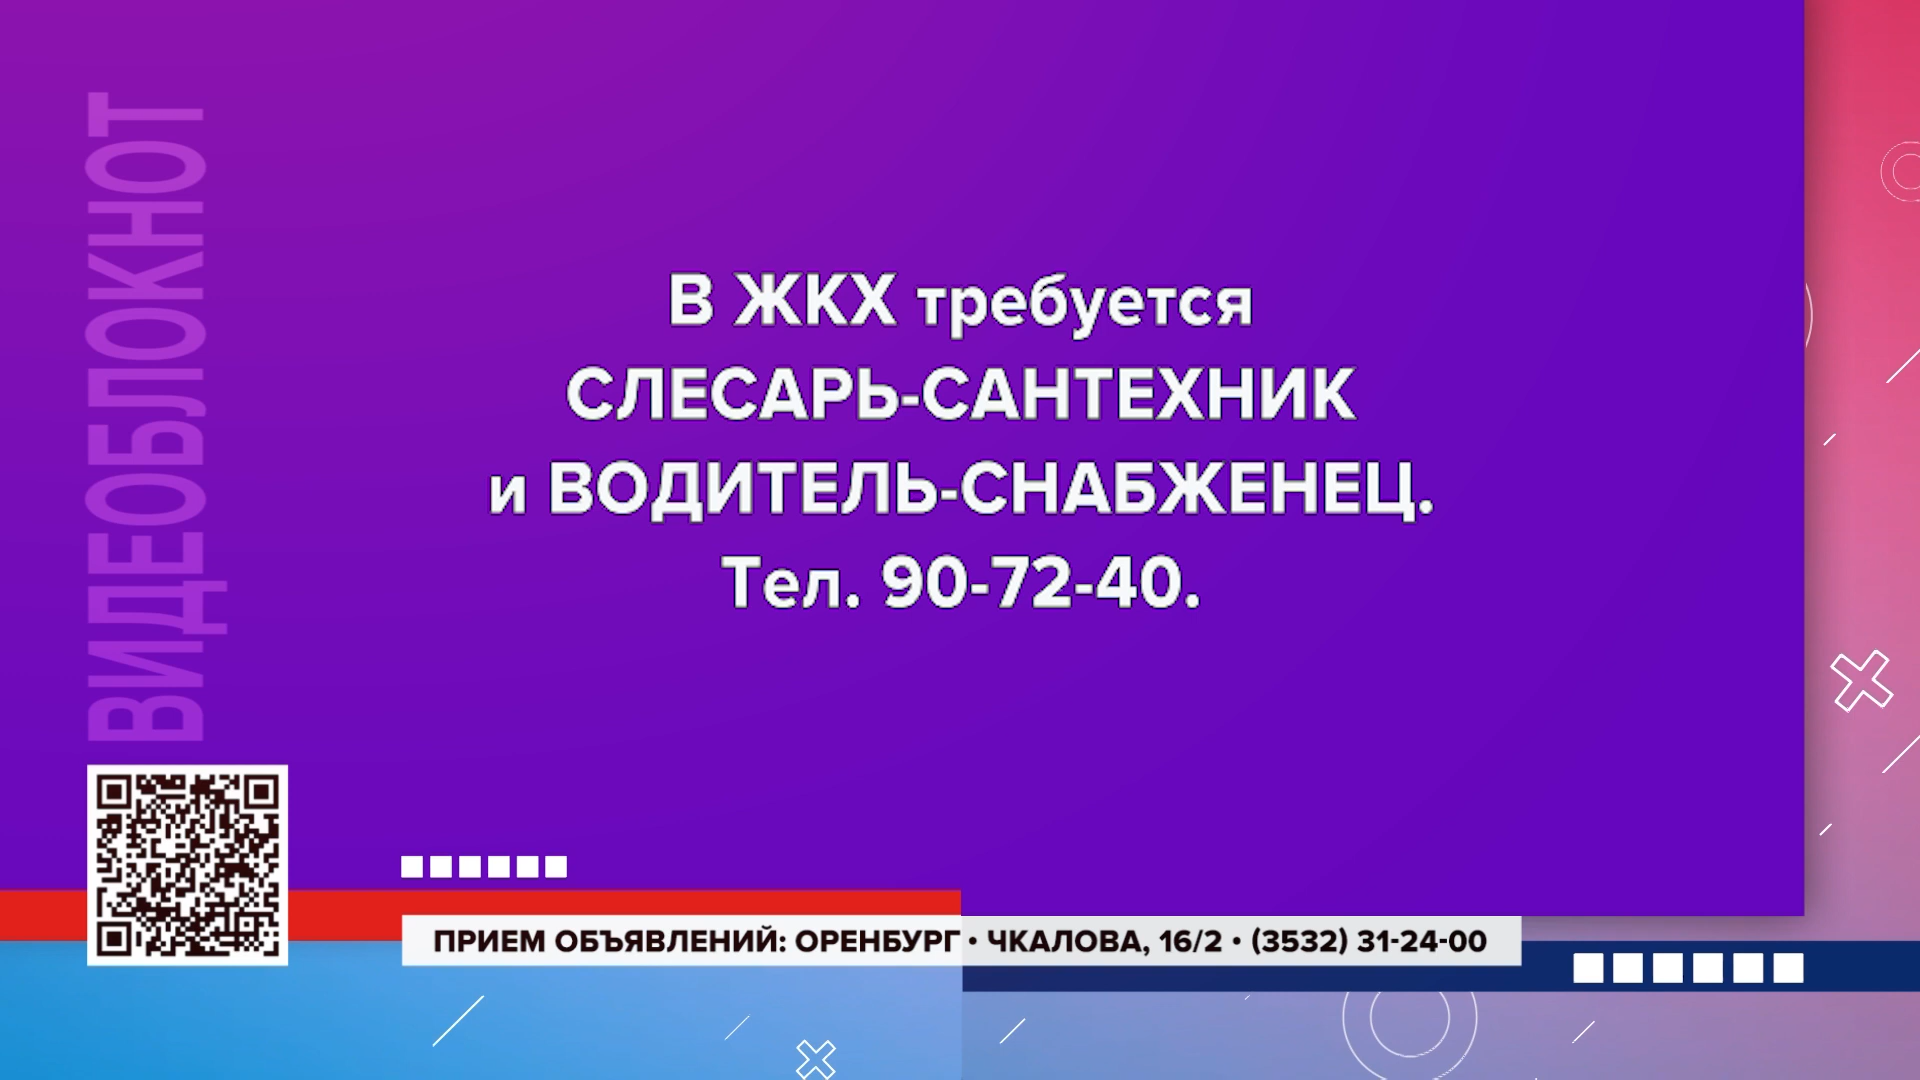 ВИДЕОБЛОКНОТ
В ЖКХ требуется
СЛЕСАРЬ-САНТЕХНИК
и ВОДИТЕЛЬ-СНАБЖЕНЕЦ.
Тел. 90-72-40.
ПРИЕМ ОБЪЯВЛЕНИЙ: ОРЕНБУРГ • ЧКАЛОВА, 16/2 • (3532) 31-24-00